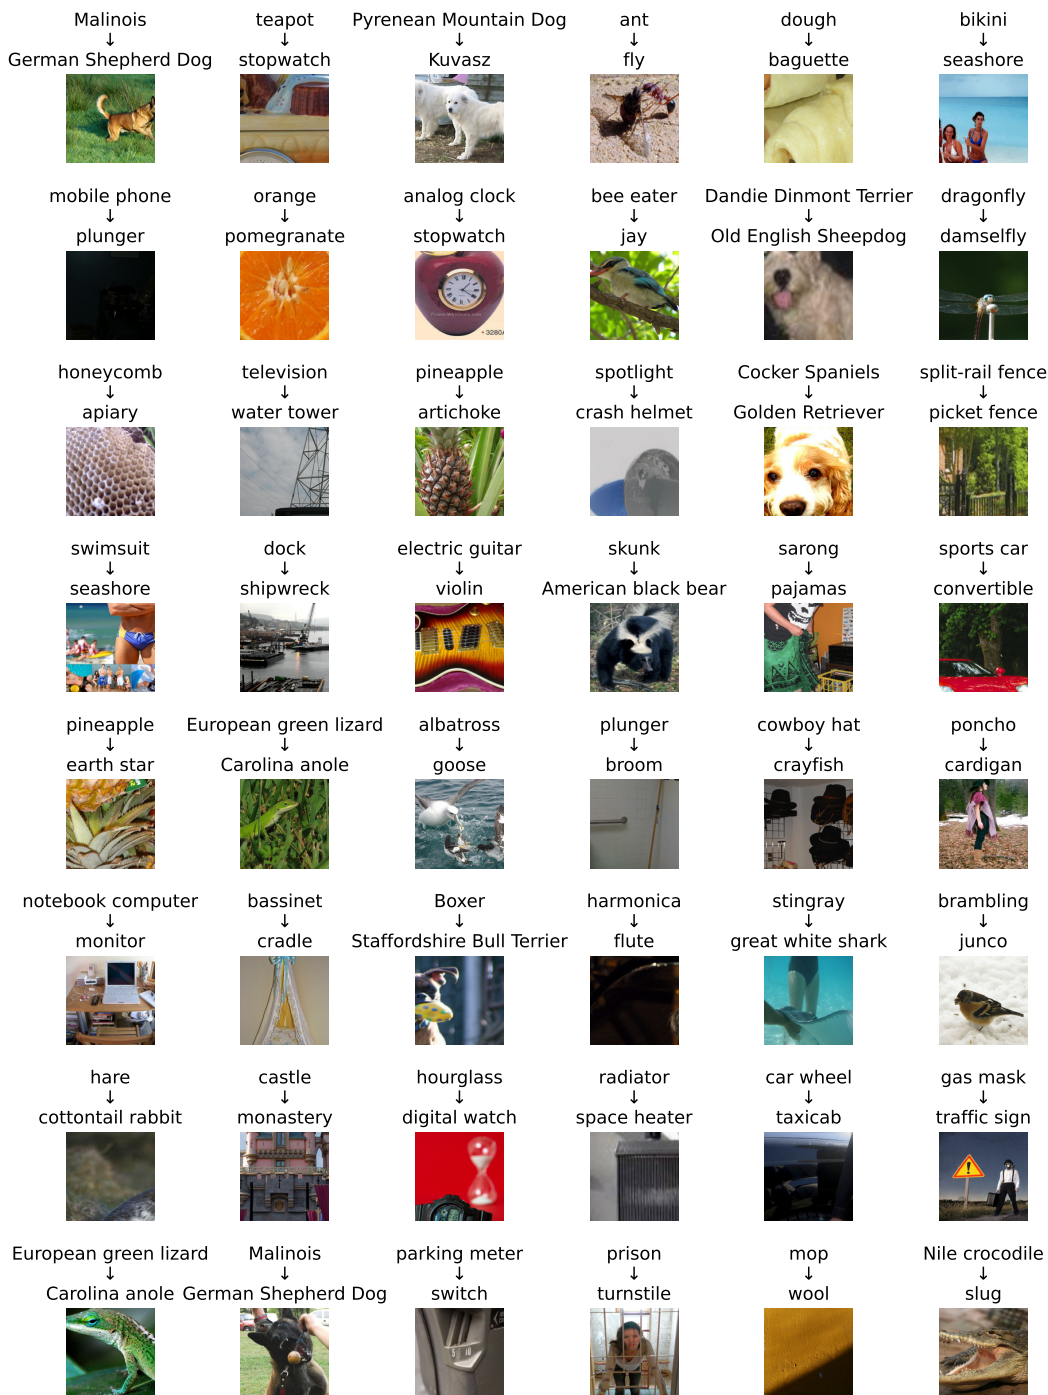 Malinois
↓
German Shepherd Dog
teapot
↓
stopwatch
Pyrenean Mountain Dog
↓
Kuvasz
ant
↓
fly
dough
↓
baguette
bikini
↓
seashore
mobile phone
↓
plunger
orange
↓
pomegranate
analog clock
↓
stopwatch
+ 3280/
bee eater
↓
jay
Dandie Dinmont Terrier
↓
Old English Sheepdog
dragonfly
↓
damselfly
honeycomb
↓
apiary
television
↓
water tower
pineapple
↓
artichoke
spotlight
↓
crash helmet
Cocker Spaniels
↓
Golden Retriever
split-rail fence
↓
picket fence
swimsuit
↓
seashore
dock
↓
shipwreck
electric guitar
↓
violin
skunk
↓
American black bear
sarong
↓
pajamas
sports car
↓
convertible
pineapple
↓
earth star
European green lizard
↓
Carolina anole
albatross
↓
goose
plunger
↓
broom
cowboy hat
↓
crayfish
poncho
↓
cardigan
notebook computer
↓
monitor
bassinet
↓
cradle
Boxer
↓
Staffordshire Bull Terrier
harmonica
↓
flute
stingray
↓
great white shark
brambling
↓
junco
hare
↓
cottontail rabbit
castle
↓
monastery
hourglass
↓
digital watch
radiator
↓
space heater
car wheel
↓
taxicab
gas mask
↓
traffic sign
!
European green lizard
↓
Carolina anole
Malinois
↓
German Shepherd Dog
parking meter
↓
switch
5 10
prison
↓
turnstile
mop
↓
wool
Nile crocodile
↓
slug